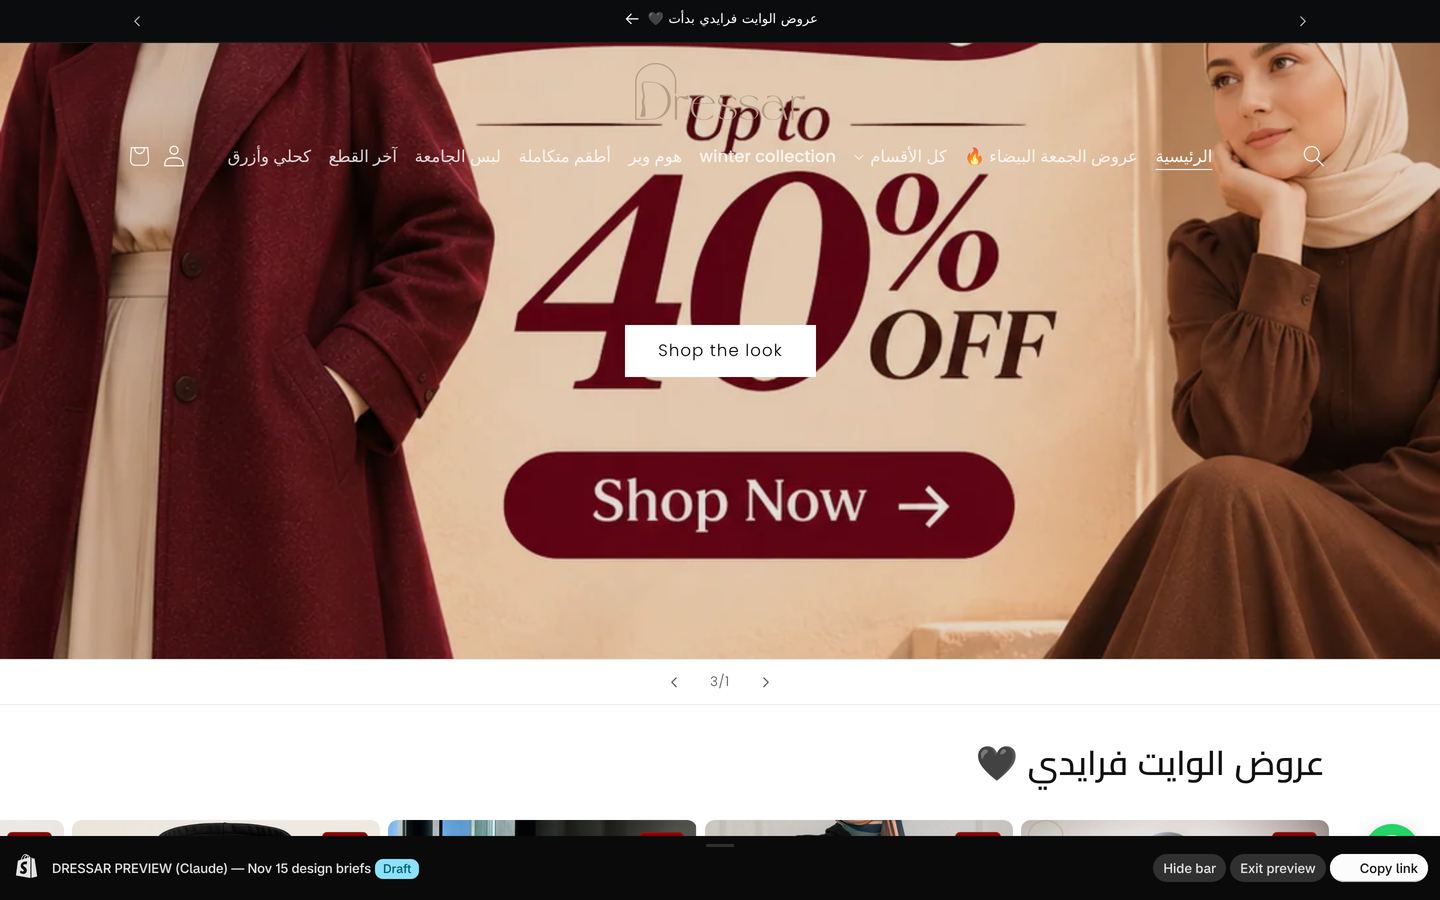 عروض الوايت فرايدي بدأت 🖤 ←
Dressar
الرئيسية
عروض الجمعة البيضاء 🔥
كل الأقسام
winter collection
هوم وير
أطقم متكاملة
لبس الجامعة
آخر القطع
كحلي وأزرق
Up to
40%
OFF
Shop the look
Shop Now →
3/1
عروض الوايت فرايدي 🖤
DRESSAR PREVIEW (Claude) — Nov 15 design briefs Draft
Hide bar
Exit preview
Copy link